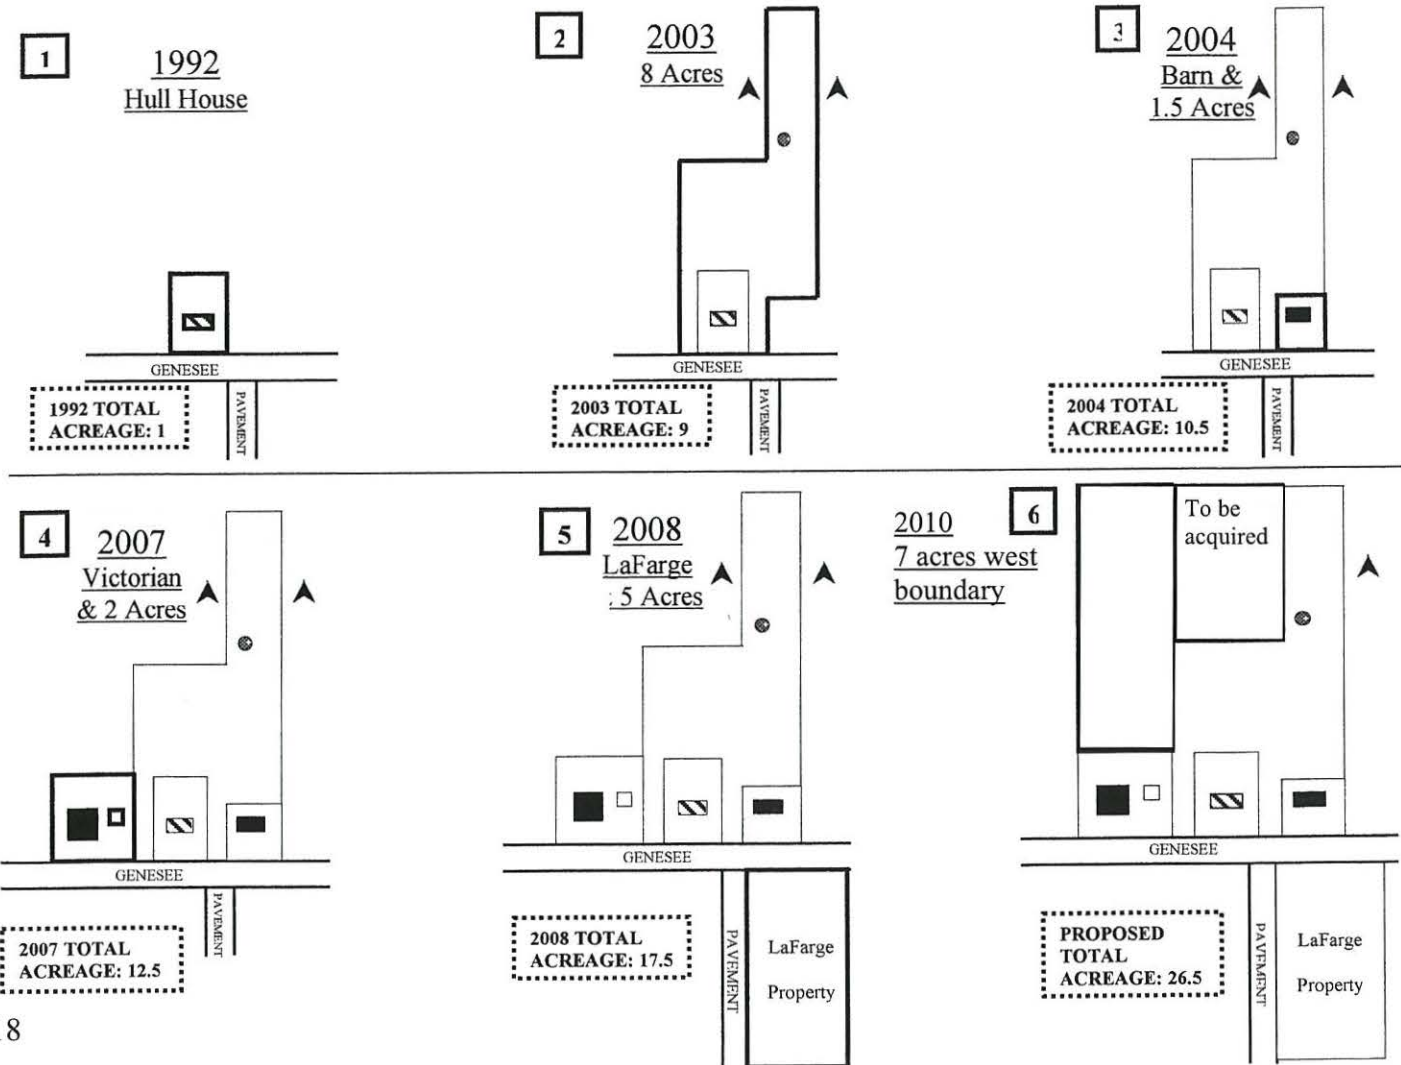 1
1992
Hull House
GENESEE
PAVEMENT
1992 TOTAL
ACREAGE: 1
2
2003
8 Acres
GENESEE
PAVEMENT
2003 TOTAL
ACREAGE: 9
3
2004
Barn &
1.5 Acres
GENESEE
PAVEMENT
2004 TOTAL
ACREAGE: 10.5
4
2007
Victorian
& 2 Acres
GENESEE
PAVEMENT
2007 TOTAL
ACREAGE: 12.5
5
2008
LaFarge
5 Acres
GENESEE
PAVEMENT
2008 TOTAL
ACREAGE: 17.5
LaFarge
Property
6
2010
7 acres west
boundary
To be
acquired
GENESEE
PAVEMENT
PROPOSED
TOTAL
ACREAGE: 26.5
LaFarge
Property
8